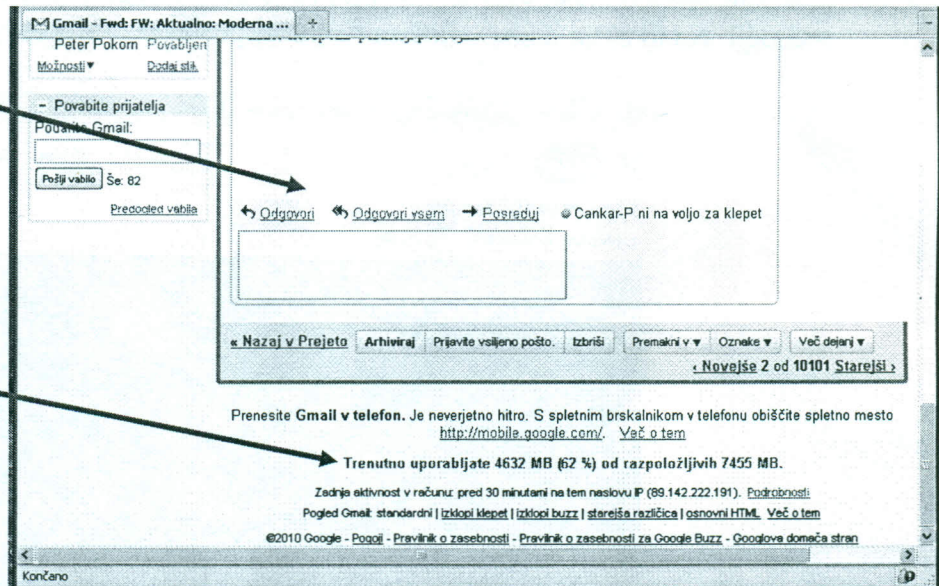 Gmail - Fwd: FW: Aktualno: Moderna ...
Peter Pokorn Povabljen
Možnosti ▼ Dodaj stik
– Povabite prijatelja
Podarite Gmail:
Pošlji vabilo Še: 82
Predogled vabila
Odgovori Odgovori vsem Posreduj Cankar-P ni na voljo za klepet
« Nazaj v Prejeto Arhiviraj Prijavite vsiljeno pošto. Izbriši Premakni v ▼ Oznake ▼ Več dejanj ▼
‹ Novejše 2 od 10101 Starejši ›
Prenesite Gmail v telefon. Je neverjetno hitro. S spletnim brskalnikom v telefonu obiščite spletno mesto
http://mobile.google.com/. Več o tem
Trenutno uporabljate 4632 MB (62 %) od razpoložljivih 7455 MB.
Zadnja aktivnost v računu: pred 30 minutami na tem naslovu IP (89.142.222.191). Podrobnosti
Pogled Gmail: standardni | izklopi klepet | izklopi buzz | starejša različica | osnovni HTML Več o tem
©2010 Google - Pogoji - Pravilnik o zasebnosti - Pravilnik o zasebnosti za Google Buzz - Googlova domača stran
Končano